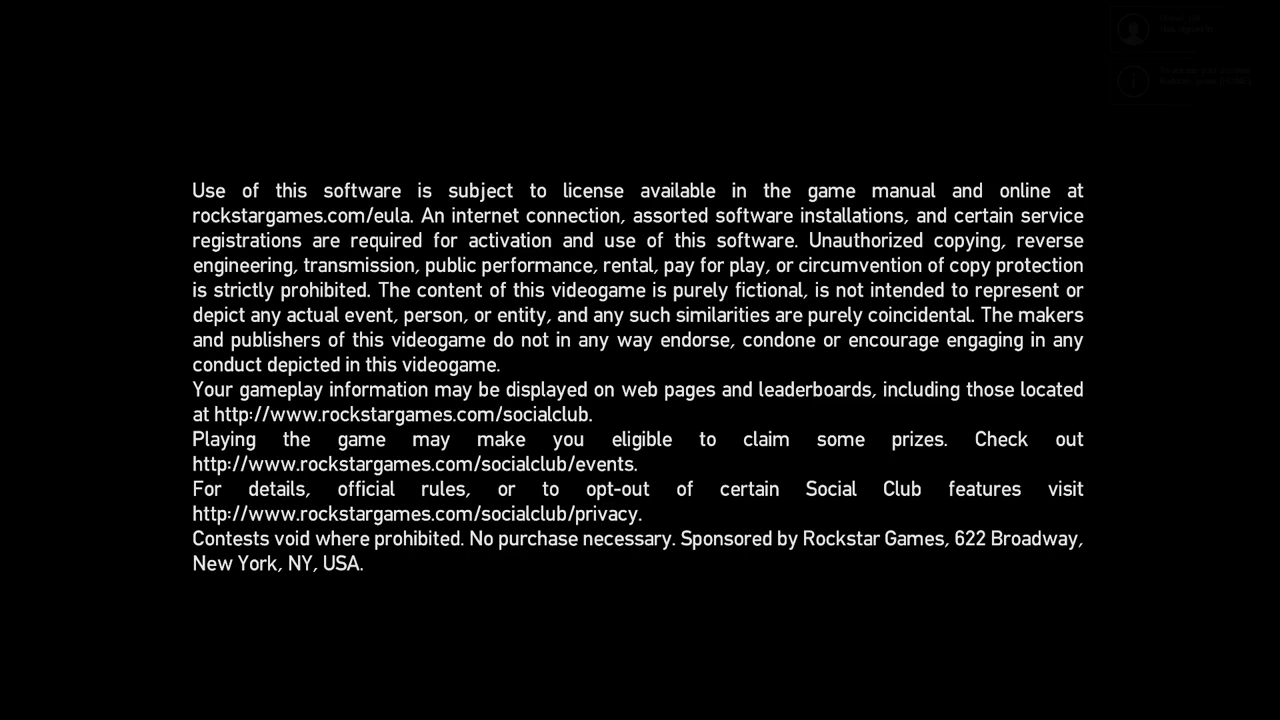 Use of this software is subject to license available in the game manual and online at
rockstargames.com/eula. An internet connection, assorted software installations, and certain service
registrations are required for activation and use of this software. Unauthorized copying, reverse
engineering, transmission, public performance, rental, pay for play, or circumvention of copy protection
is strictly prohibited. The content of this videogame is purely fictional, is not intended to represent or
depict any actual event, person, or entity, and any such similarities are purely coincidental. The makers
and publishers of this videogame do not in any way endorse, condone or encourage engaging in any
conduct depicted in this videogame.
Your gameplay information may be displayed on web pages and leaderboards, including those located
at http://www.rockstargames.com/socialclub.
Playing the game may make you eligible to claim some prizes. Check out
http://www.rockstargames.com/socialclub/events.
For details, official rules, or to opt-out of certain Social Club features visit
http://www.rockstargames.com/socialclub/privacy.
Contests void where prohibited. No purchase necessary. Sponsored by Rockstar Games, 622 Broadway,
New York, NY, USA.